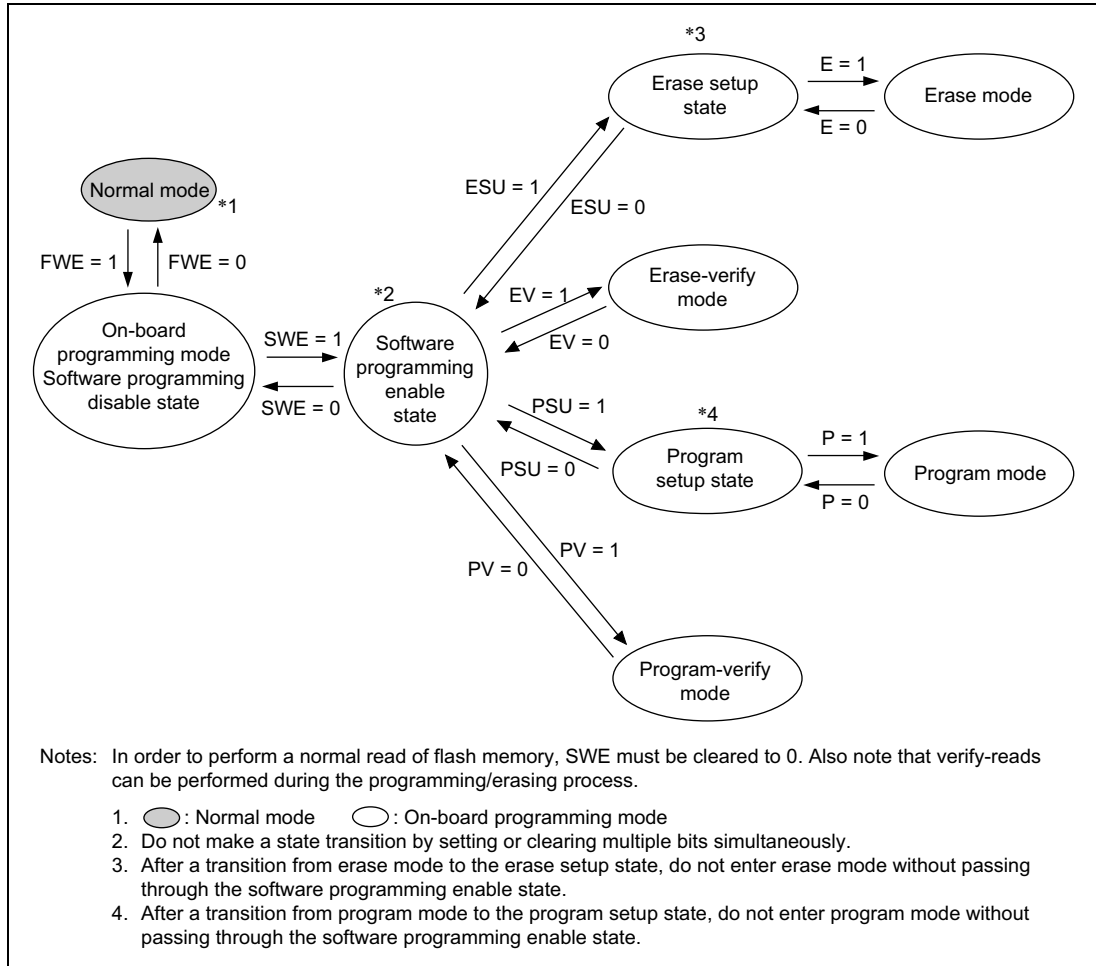 *3
Erase setup
state
E = 1
E = 0
Erase mode
Normal mode
*1
ESU = 1
ESU = 0
FWE = 1
FWE = 0
Erase-verify
mode
*2
EV = 1
EV = 0
On-board
programming mode
Software programming
disable state
SWE = 1
SWE = 0
Software
programming
enable
state
PSU = 1
PSU = 0
*4
Program
setup state
P = 1
P = 0
Program mode
PV = 1
PV = 0
Program-verify
mode
Notes: In order to perform a normal read of flash memory, SWE must be cleared to 0. Also note that verify-reads
can be performed during the programming/erasing process.
1. : Normal mode : On-board programming mode
2. Do not make a state transition by setting or clearing multiple bits simultaneously.
3. After a transition from erase mode to the erase setup state, do not enter erase mode without passing
through the software programming enable state.
4. After a transition from program mode to the program setup state, do not enter program mode without
passing through the software programming enable state.